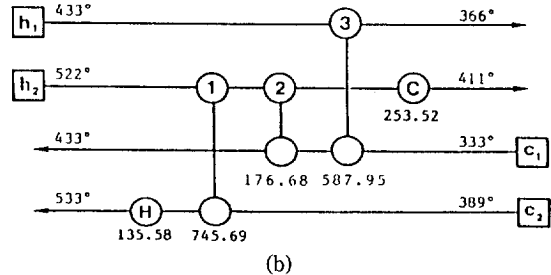 h₁ 433° 3 366°
h₂ 522° 1 2 C 411°
253.52
433° 333° c₁
176.68 587.95
533° H 389° c₂
135.58 745.69
(b)